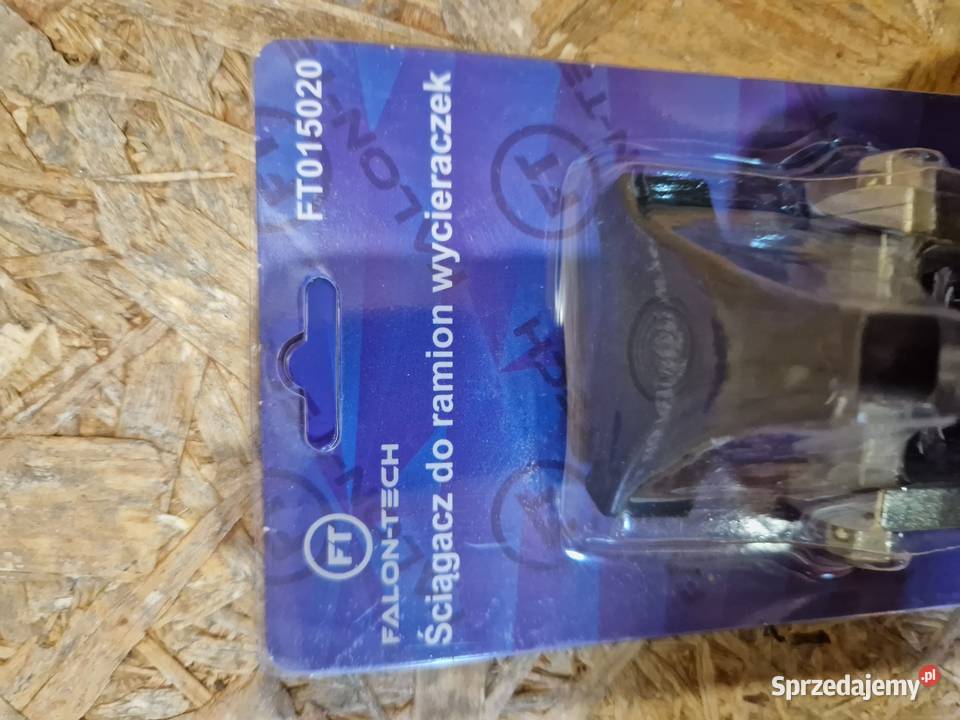 FT
FALON-TECH
FT015020
Ściągacz do ramion wycieraczek
Sprzedajemy.pl